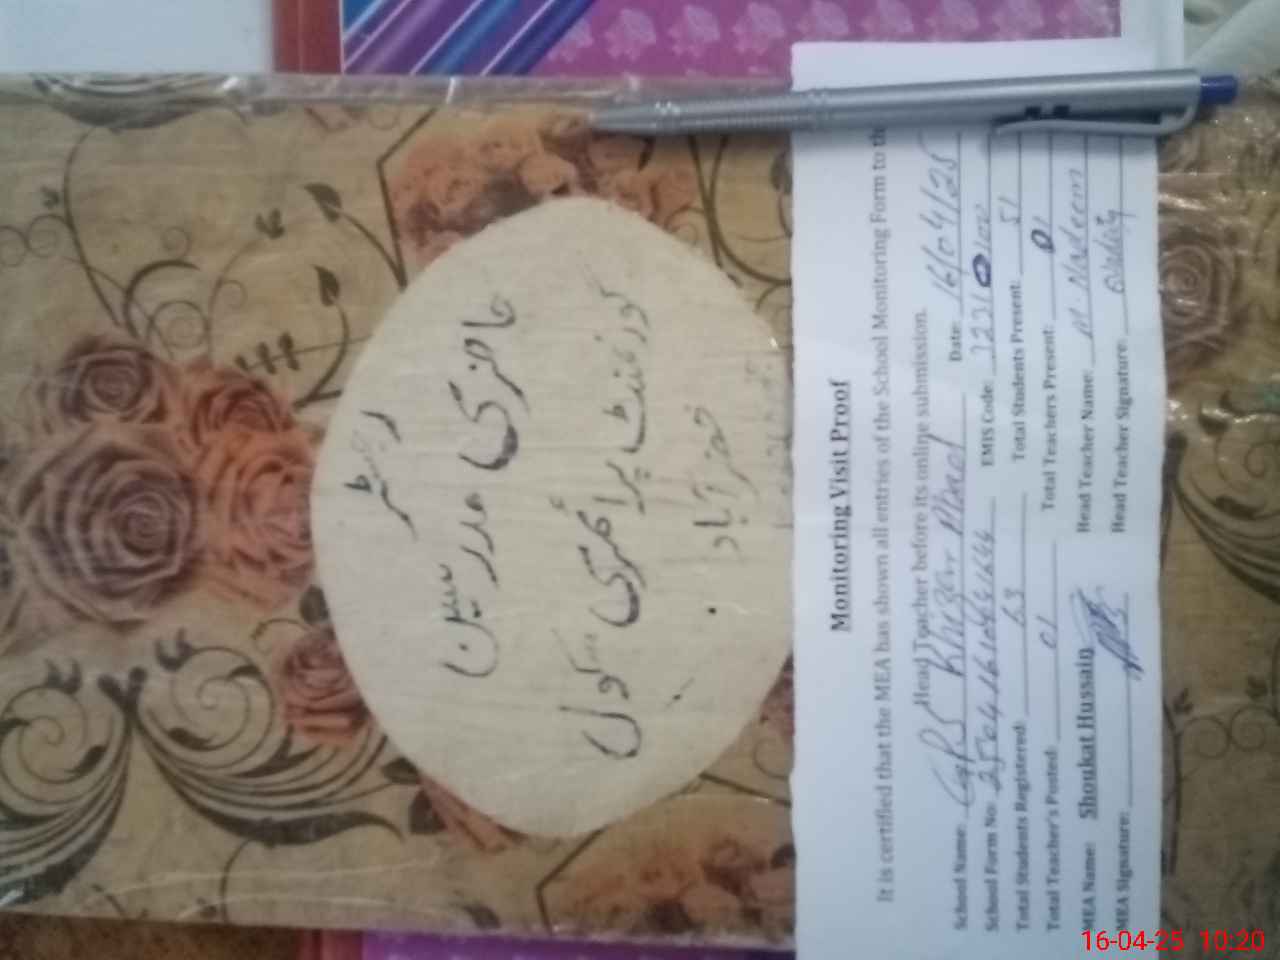 رجسٹر
حاضری مدرسین
گورنمنٹ پرائمری سکول
خضر آباد
Monitoring Visit Proof
It is certified that the MEA has shown all entries of the School Monitoring Form to the
Head Teacher before its online submission.
School Name: GPS Khizar Abad Date: 16/04/25
School Form No: EMIS Code:
Total Students Registered: 63 Total Students Present: 51
Total Teacher's Posted: 01 Total Teachers Present: 01
MEA Name: Shoukat Hussain Head Teacher Name: M. Nadeem
MEA Signature: Head Teacher Signature:
16-04-25 10:20